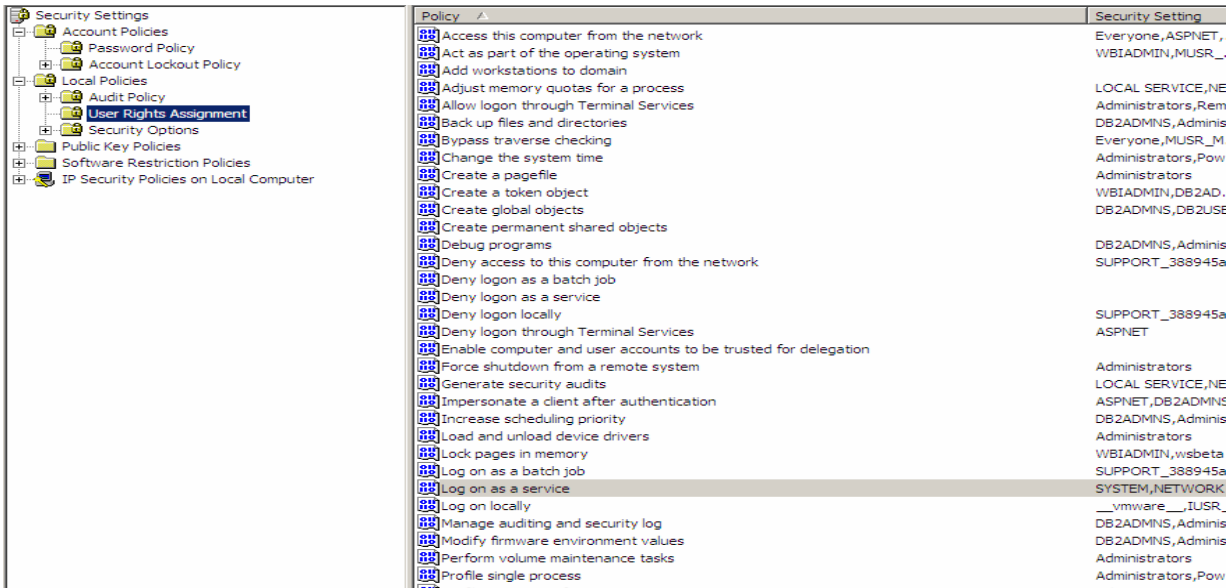 Security Settings
Account Policies
Password Policy
Account Lockout Policy
Local Policies
Audit Policy
User Rights Assignment
Security Options
Public Key Policies
Software Restriction Policies
IP Security Policies on Local Computer
Policy Security Setting
Access this computer from the network Everyone,ASPNET,
Act as part of the operating system WBIADMIN,MUSR_
Add workstations to domain
Adjust memory quotas for a process LOCAL SERVICE,NE
Allow logon through Terminal Services Administrators,Rem
Back up files and directories DB2ADMNS,Adminis
Bypass traverse checking Everyone,MUSR_M
Change the system time Administrators,Pow
Create a pagefile Administrators
Create a token object WBIADMIN,DB2AD.
Create global objects DB2ADMNS,DB2USE
Create permanent shared objects
Debug programs DB2ADMNS,Adminis
Deny access to this computer from the network SUPPORT_388945a
Deny logon as a batch job
Deny logon as a service
Deny logon locally SUPPORT_388945a
Deny logon through Terminal Services ASPNET
Enable computer and user accounts to be trusted for delegation
Force shutdown from a remote system Administrators
Generate security audits LOCAL SERVICE,NE
Impersonate a client after authentication ASPNET,DB2ADMNS
Increase scheduling priority DB2ADMNS,Adminis
Load and unload device drivers Administrators
Lock pages in memory WBIADMIN,wsbeta
Log on as a batch job SUPPORT_388945a
Log on as a service SYSTEM,NETWORK
Log on locally __vmware__,IUSR_
Manage auditing and security log DB2ADMNS,Adminis
Modify firmware environment values DB2ADMNS,Adminis
Perform volume maintenance tasks Administrators
Profile single process Administrators,Pow